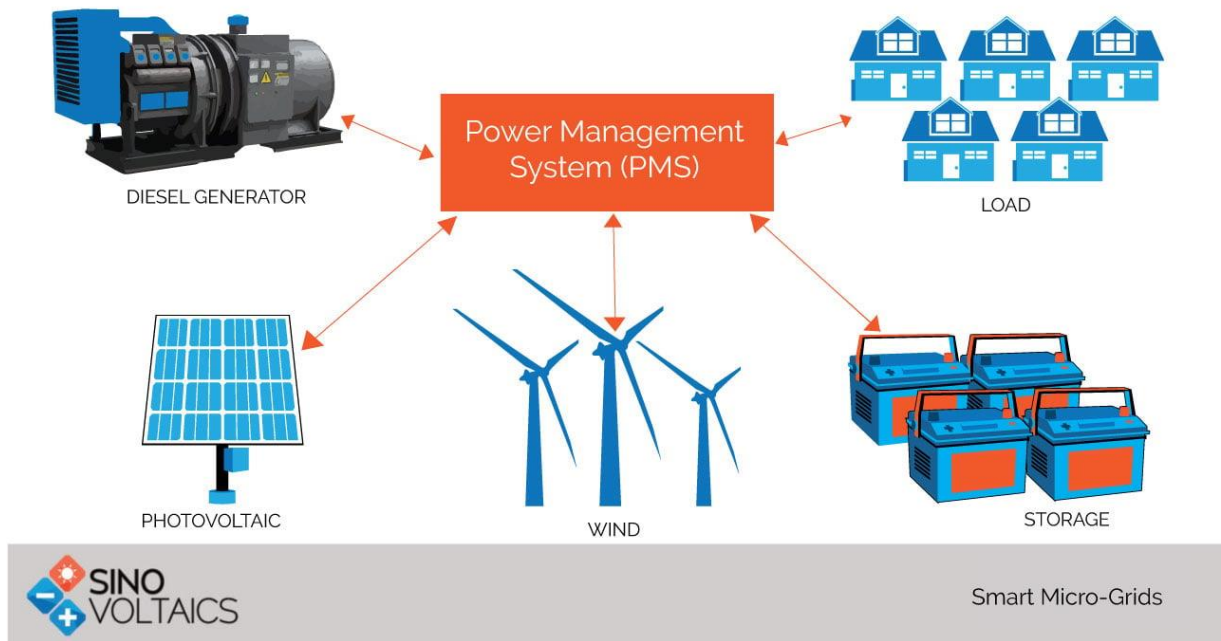 Power Management
System (PMS)
DIESEL GENERATOR
LOAD
PHOTOVOLTAIC
WIND
STORAGE
SINO
VOLTAICS
Smart Micro-Grids